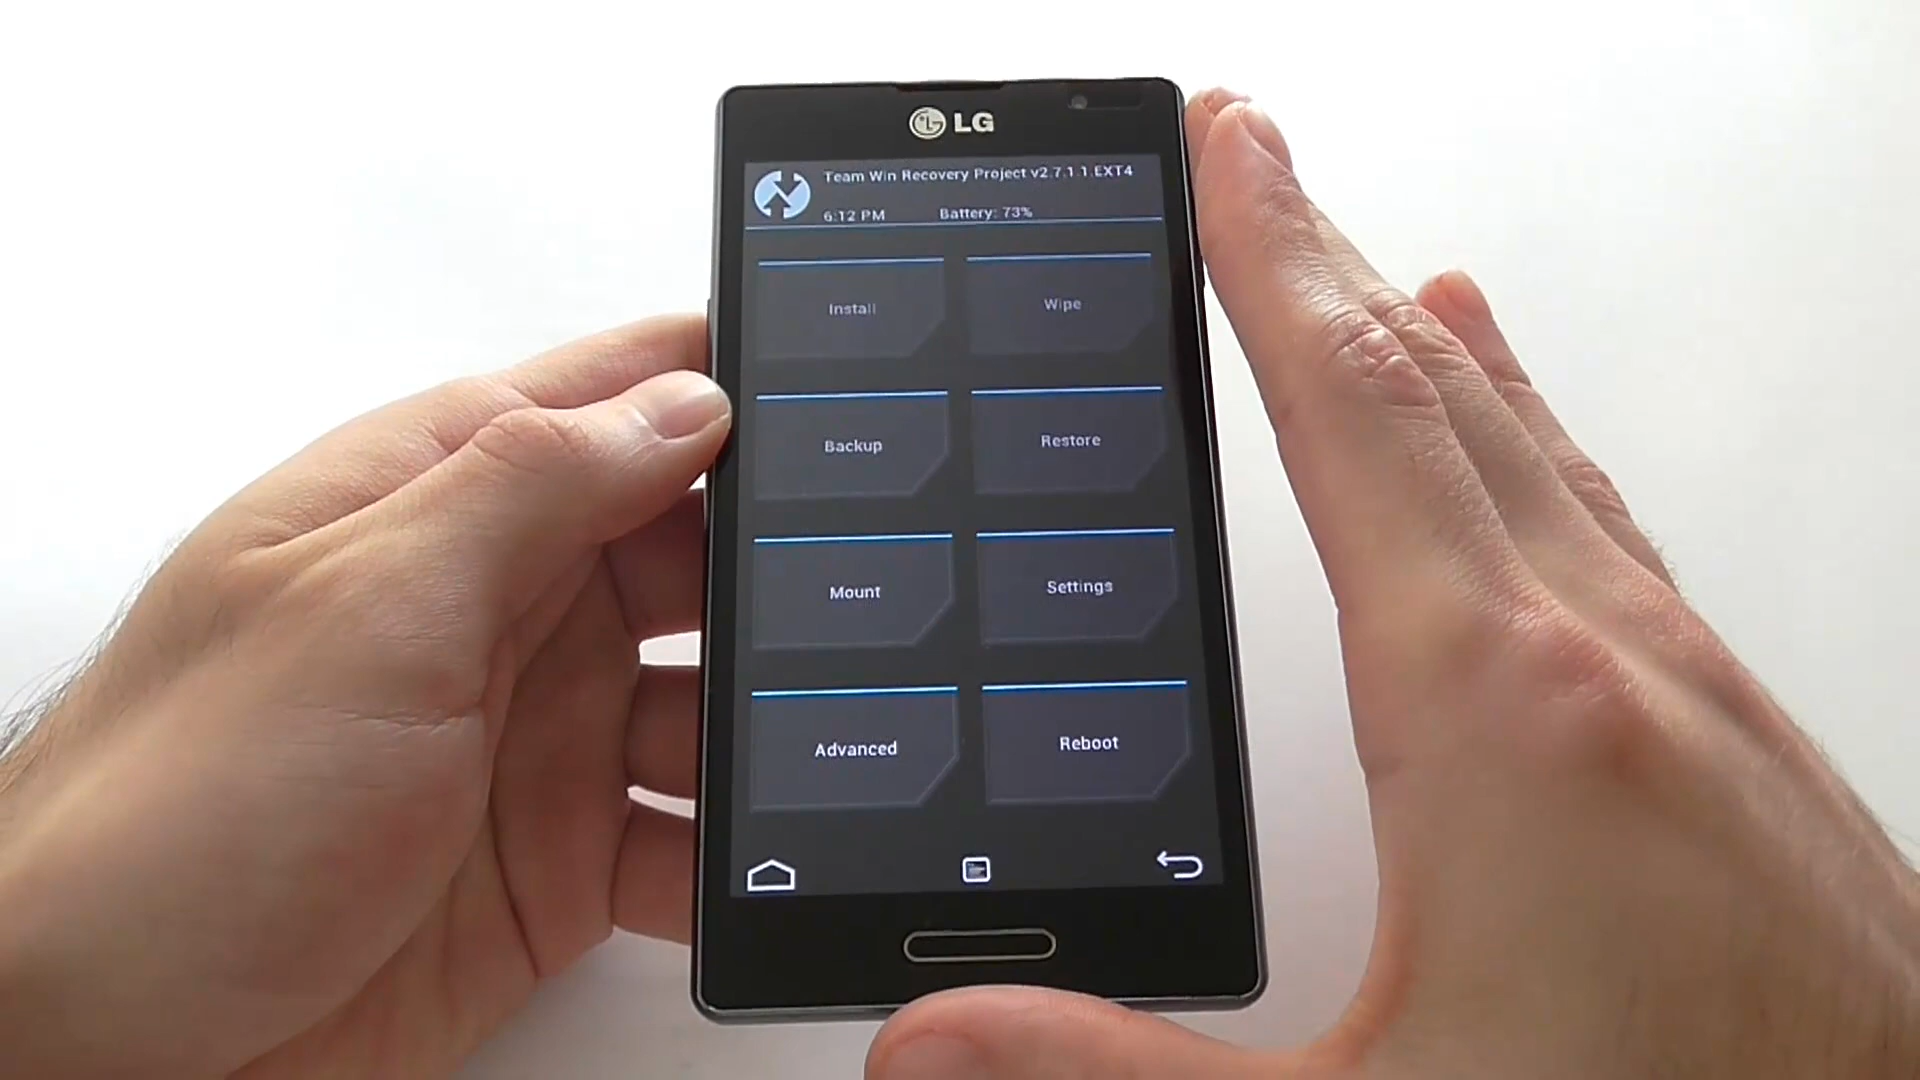 LG
Team Win Recovery Project v2.7.1.1.EXT4
6:12 PM Battery: 73%
Install Wipe
Backup Restore
Mount Settings
Advanced Reboot